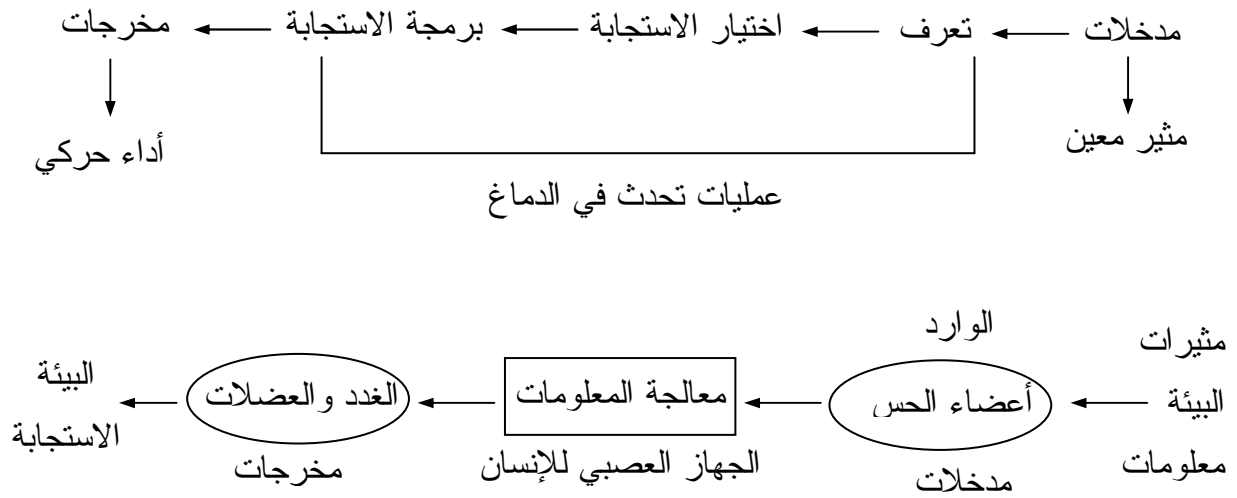 مدخلات تعرف اختيار الاستجابة برمجة الاستجابة مخرجات
مثير معين
أداء حركي
عمليات تحدث في الدماغ
مثيرات
البيئة
معلومات
الوارد
أعضاء الحس
مدخلات
معالجة المعلومات
الجهاز العصبي للإنسان
الغدد والعضلات
مخرجات
البيئة
الاستجابة